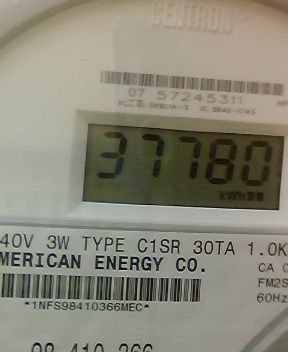 CENTRON
07 57245311
37780
kWh
40V 3W TYPE C1SR 30TA 1.0K
MERICAN ENERGY CO.
CA 0
FM2S
60Hz
*1NFS98410366MEC*
98 410 366